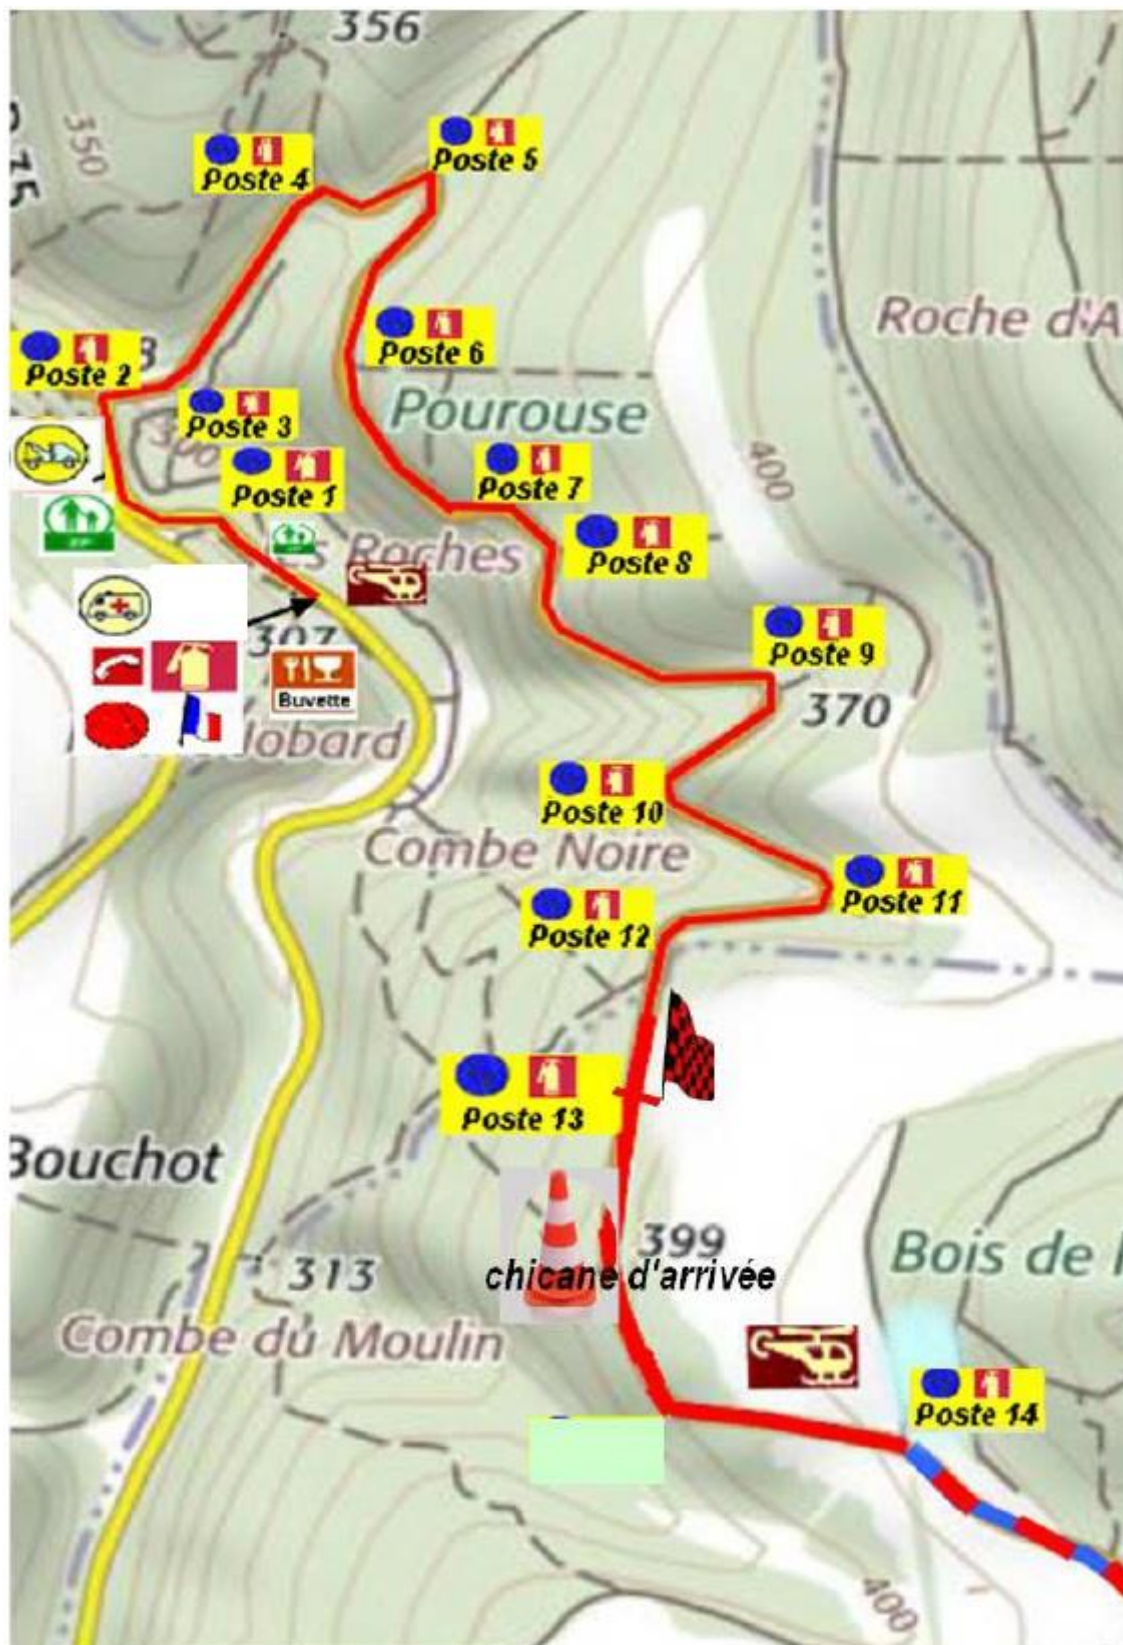 356
350
Poste 5
Poste 4
Roche d'A
Poste 6
Poste 2
Pourouse
Poste 3
400
Poste 1
Poste 7
Roches
Poste 8
307
Poste 9
Buvette
370
obard
Poste 10
Combe Noire
Poste 11
Poste 12
Poste 13
Bouchot
399
Bois de
313
chicane d'arrivée
Combe du Moulin
Poste 14
400